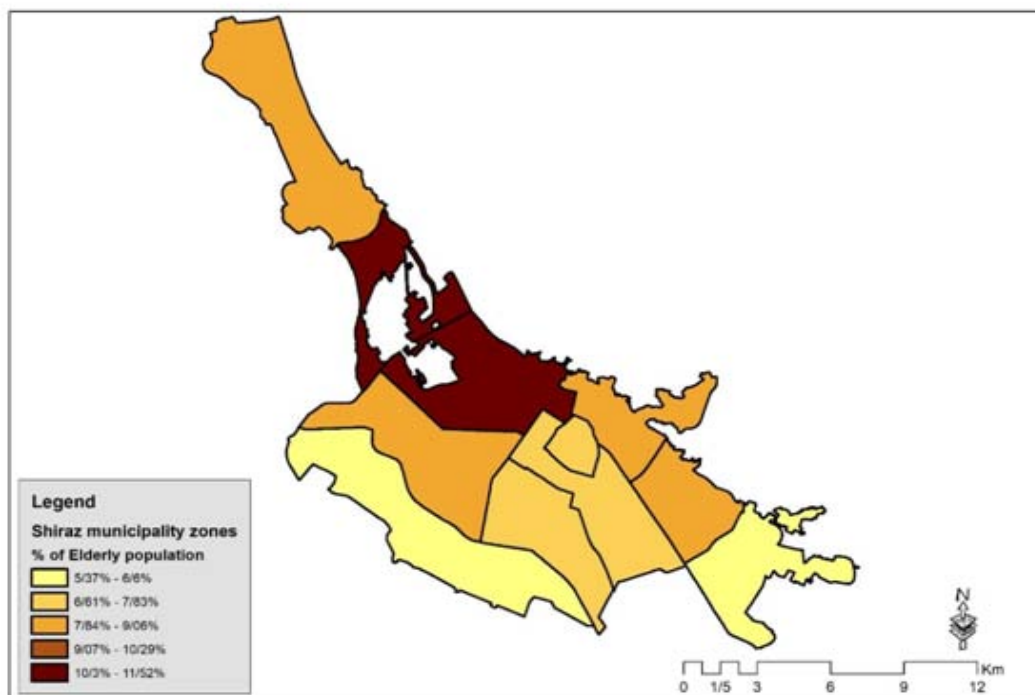 Legend
Shiraz municipality zones
% of Elderly population
5/37% - 6/6%
6/61% - 7/83%
7/84% - 9/06%
9/07% - 10/29%
10/3% - 11/52%
N
Km
0 1/5 3 6 9 12